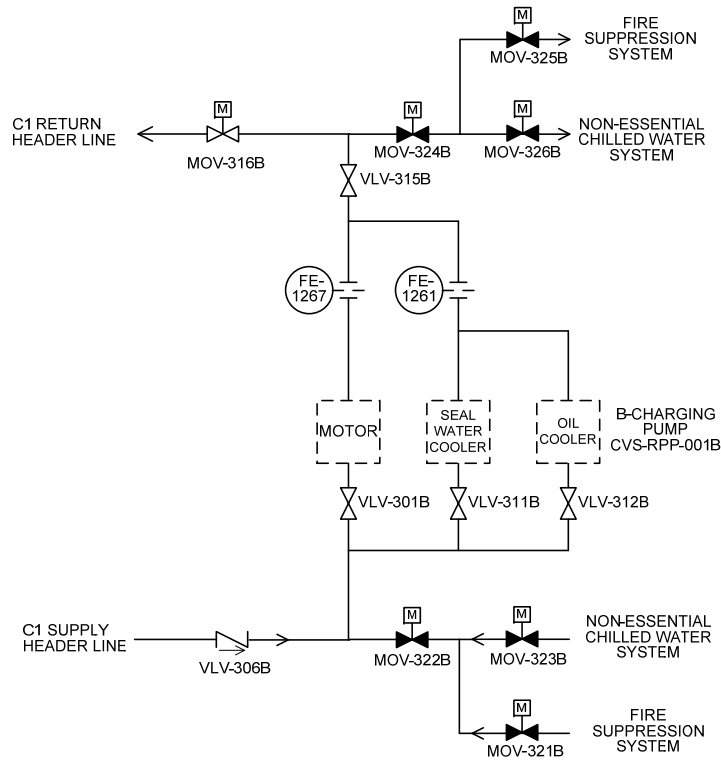 M
FIRE
SUPPRESSION
SYSTEM
MOV-325B
C1 RETURN
HEADER LINE
M
MOV-316B
M
MOV-324B
M
MOV-326B
NON-ESSENTIAL
CHILLED WATER
SYSTEM
VLV-315B
FE-
1267
FE-
1261
MOTOR
SEAL
WATER
COOLER
OIL
COOLER
B-CHARGING
PUMP
CVS-RPP-001B
VLV-301B
VLV-311B
VLV-312B
C1 SUPPLY
HEADER LINE
VLV-306B
M
MOV-322B
M
MOV-323B
NON-ESSENTIAL
CHILLED WATER
SYSTEM
M
MOV-321B
FIRE
SUPPRESSION
SYSTEM